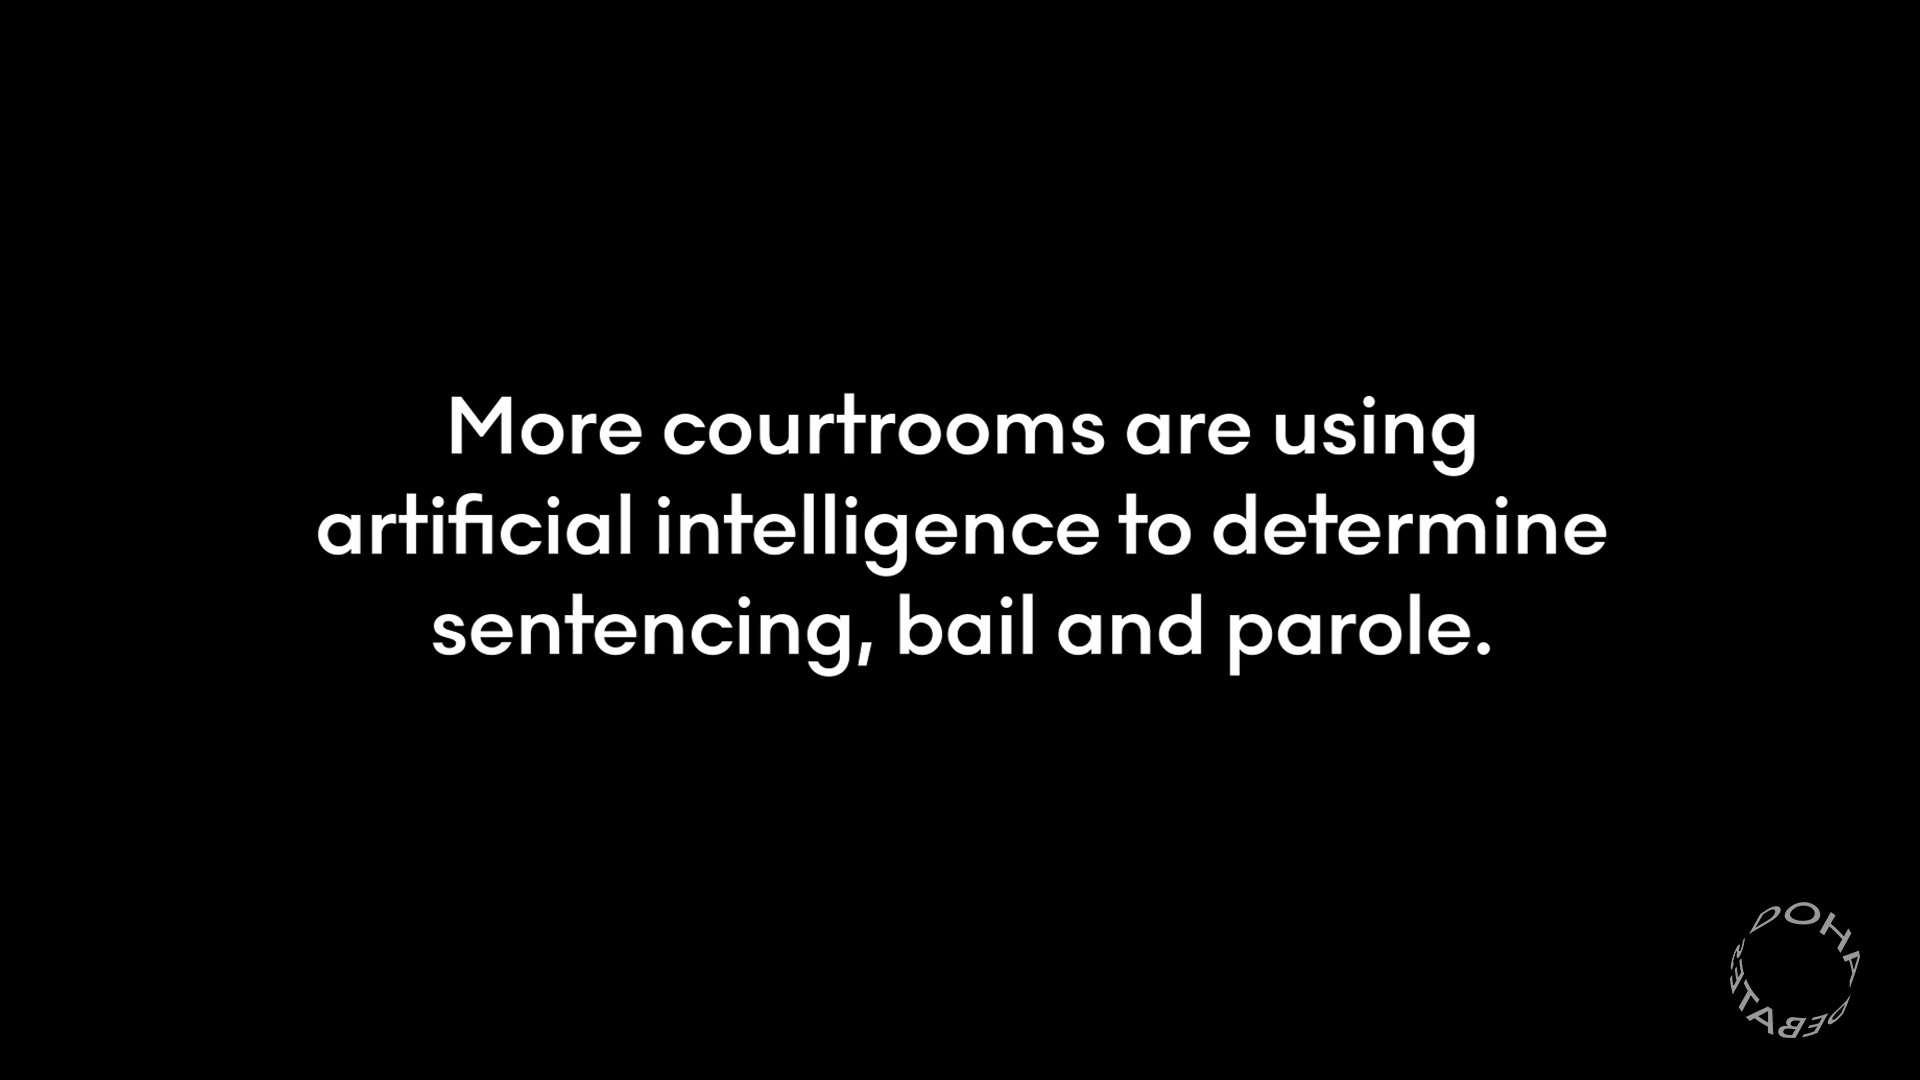 More courtrooms are using
artificial intelligence to determine
sentencing, bail and parole.
DOHA DEBATES